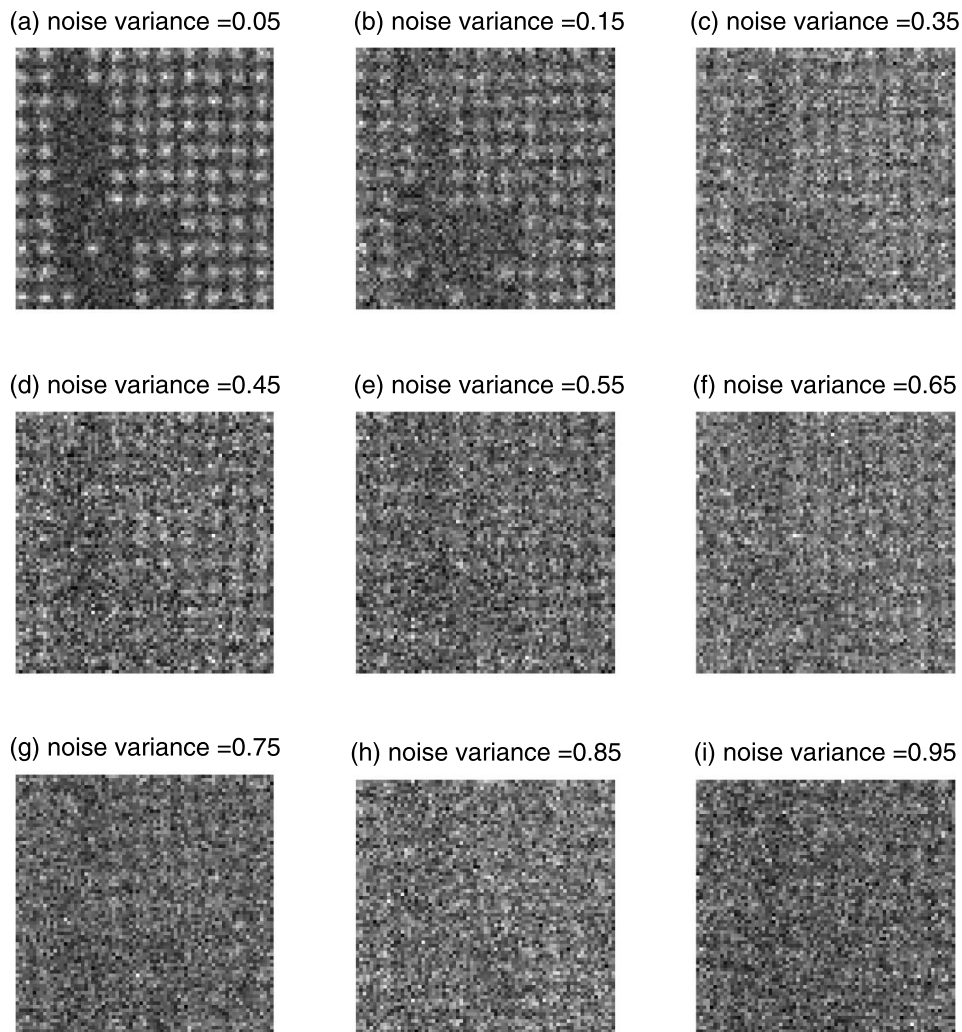 (a) noise variance =0.05
(b) noise variance =0.15
(c) noise variance =0.35
(d) noise variance =0.45
(e) noise variance =0.55
(f) noise variance =0.65
(g) noise variance =0.75
(h) noise variance =0.85
(i) noise variance =0.95